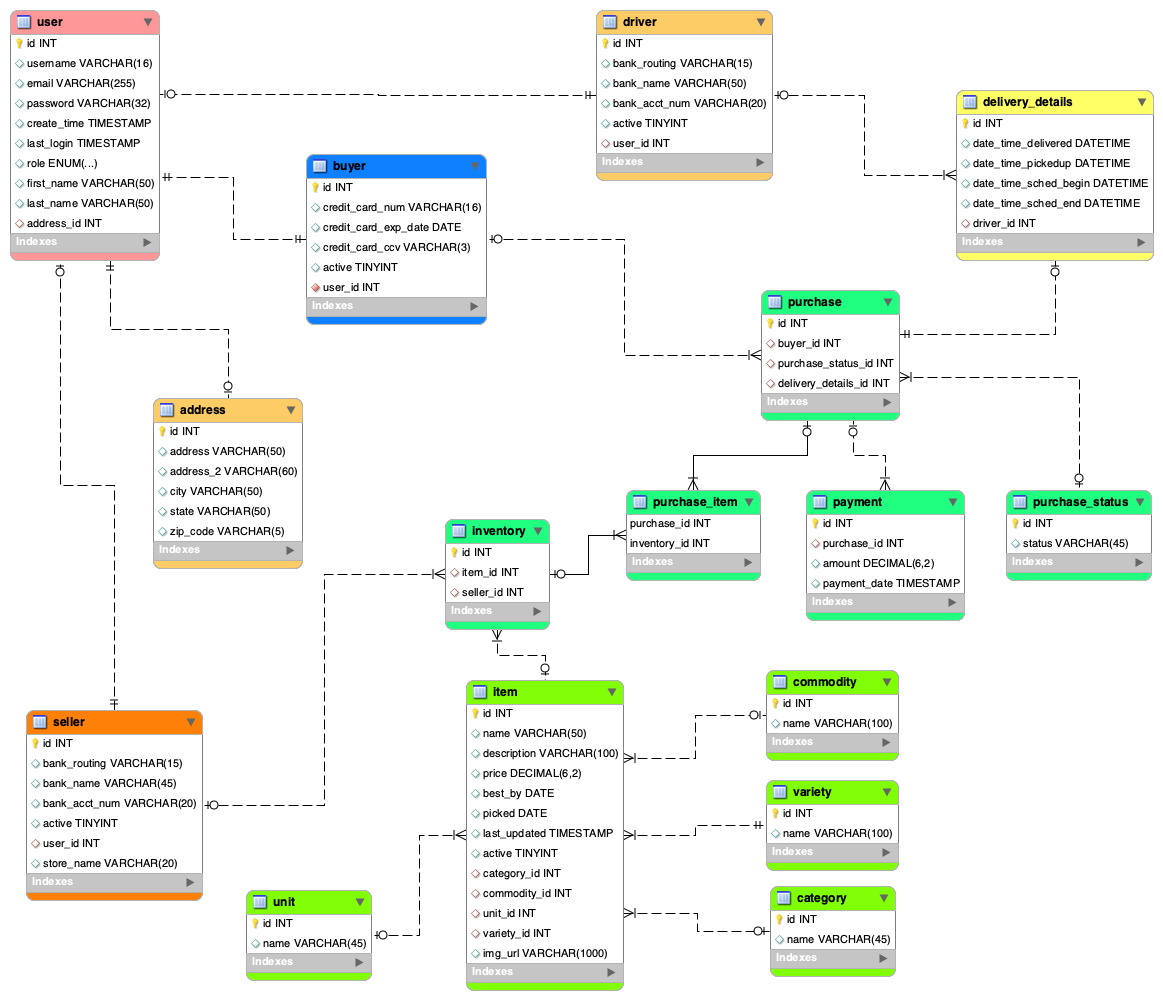 user
id INT
username VARCHAR(16)
email VARCHAR(255)
password VARCHAR(32)
create_time TIMESTAMP
last_login TIMESTAMP
role ENUM(...)
first_name VARCHAR(50)
last_name VARCHAR(50)
address_id INT
Indexes
driver
id INT
bank_routing VARCHAR(15)
bank_name VARCHAR(50)
bank_acct_num VARCHAR(20)
active TINYINT
user_id INT
Indexes
delivery_details
id INT
date_time_delivered DATETIME
date_time_pickedup DATETIME
date_time_sched_begin DATETIME
date_time_sched_end DATETIME
driver_id INT
Indexes
buyer
id INT
credit_card_num VARCHAR(16)
credit_card_exp_date DATE
credit_card_ccv VARCHAR(3)
active TINYINT
user_id INT
Indexes
purchase
id INT
buyer_id INT
purchase_status_id INT
delivery_details_id INT
Indexes
address
id INT
address VARCHAR(50)
address_2 VARCHAR(60)
city VARCHAR(50)
state VARCHAR(50)
zip_code VARCHAR(5)
Indexes
purchase_item
purchase_id INT
inventory_id INT
Indexes
payment
id INT
purchase_id INT
amount DECIMAL(6,2)
payment_date TIMESTAMP
Indexes
purchase_status
id INT
status VARCHAR(45)
Indexes
inventory
id INT
item_id INT
seller_id INT
Indexes
seller
id INT
bank_routing VARCHAR(15)
bank_name VARCHAR(45)
bank_acct_num VARCHAR(20)
active TINYINT
user_id INT
store_name VARCHAR(20)
Indexes
item
id INT
name VARCHAR(50)
description VARCHAR(100)
price DECIMAL(6,2)
best_by DATE
picked DATE
last_updated TIMESTAMP
active TINYINT
category_id INT
commodity_id INT
unit_id INT
variety_id INT
img_url VARCHAR(1000)
Indexes
commodity
id INT
name VARCHAR(100)
Indexes
variety
id INT
name VARCHAR(100)
Indexes
category
id INT
name VARCHAR(45)
Indexes
unit
id INT
name VARCHAR(45)
Indexes